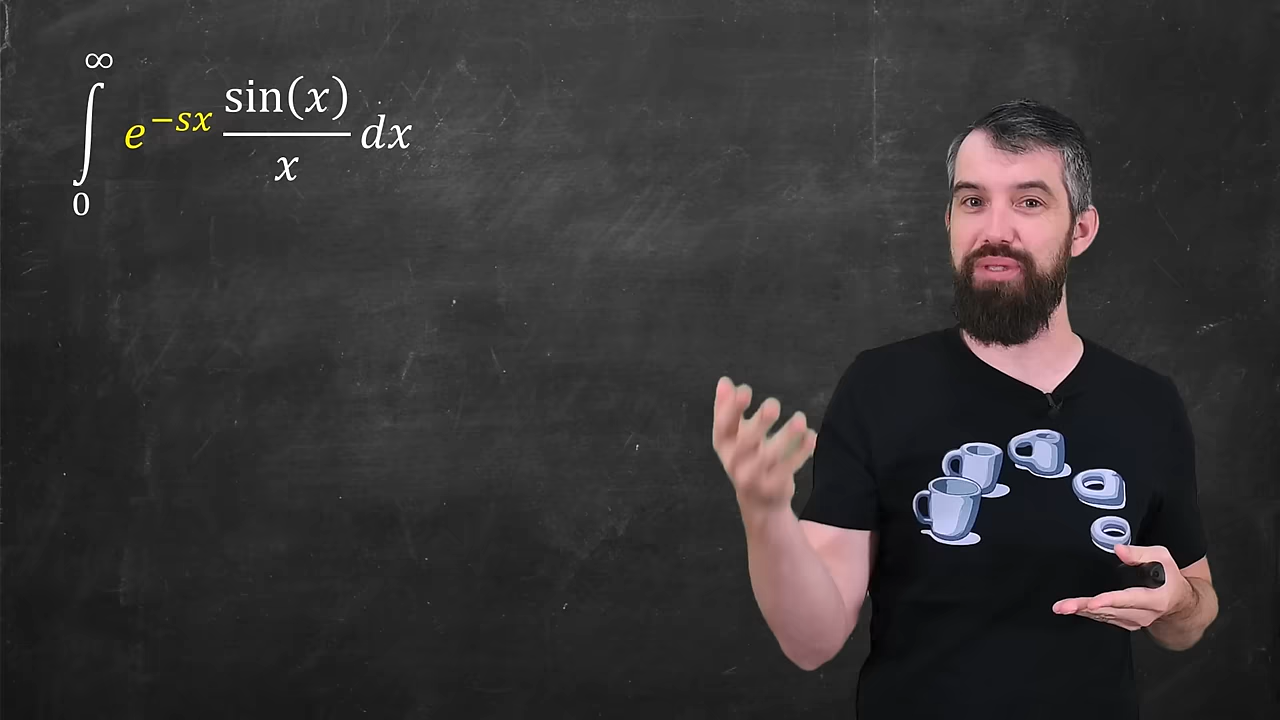 ∫₀^∞ e^{−sx} sin(x)/x dx